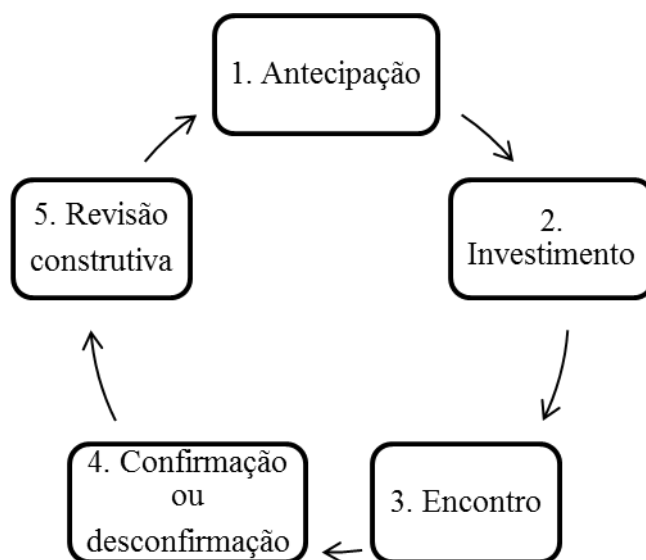 1. Antecipação
2.
Investimento
3. Encontro
4. Confirmação
ou
desconfirmação
5. Revisão
construtiva